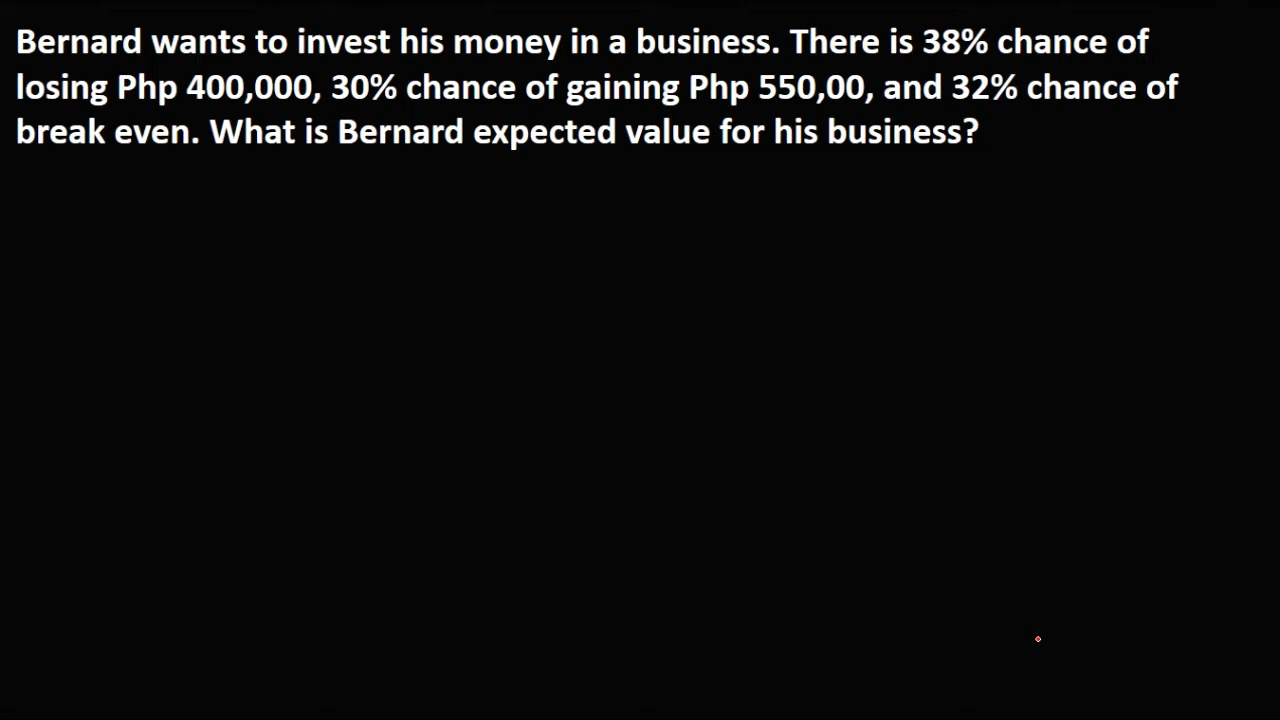 Bernard wants to invest his money in a business. There is 38% chance of
losing Php 400,000, 30% chance of gaining Php 550,00, and 32% chance of
break even. What is Bernard expected value for his business?